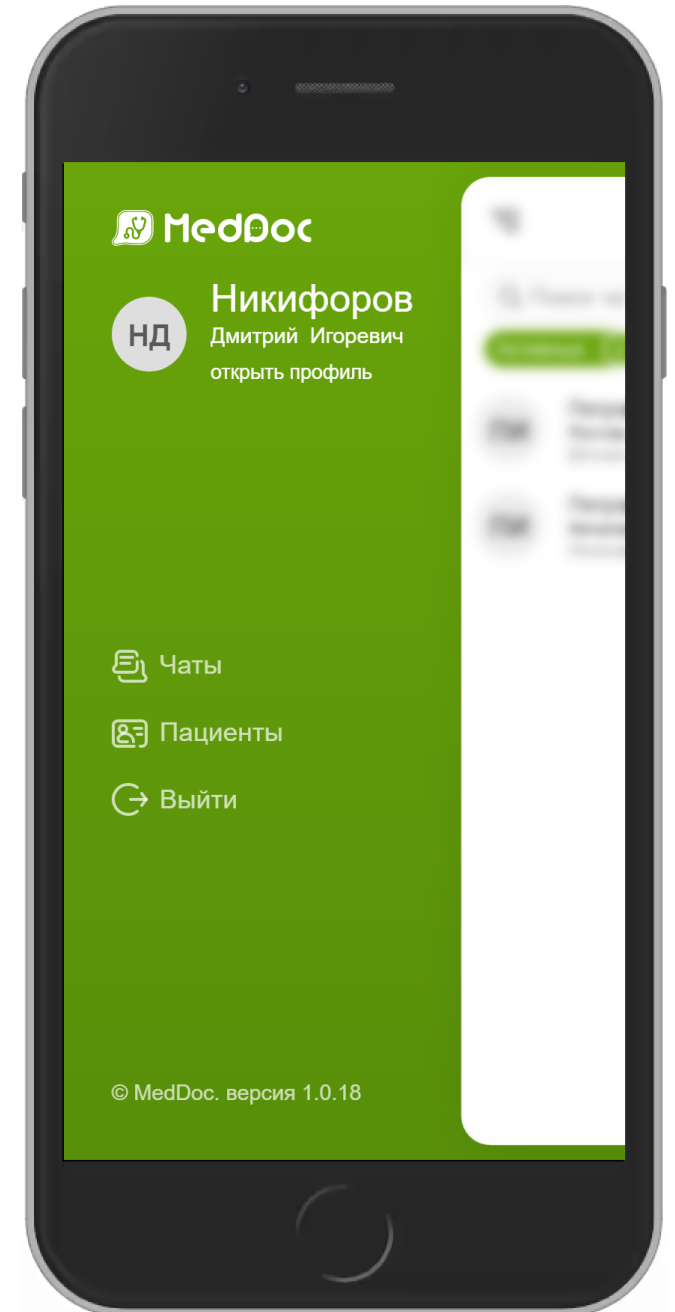 MedDoc
НД
Никифоров
Дмитрий Игоревич
открыть профиль
Чаты
Пациенты
Выйти
© MedDoc. версия 1.0.18